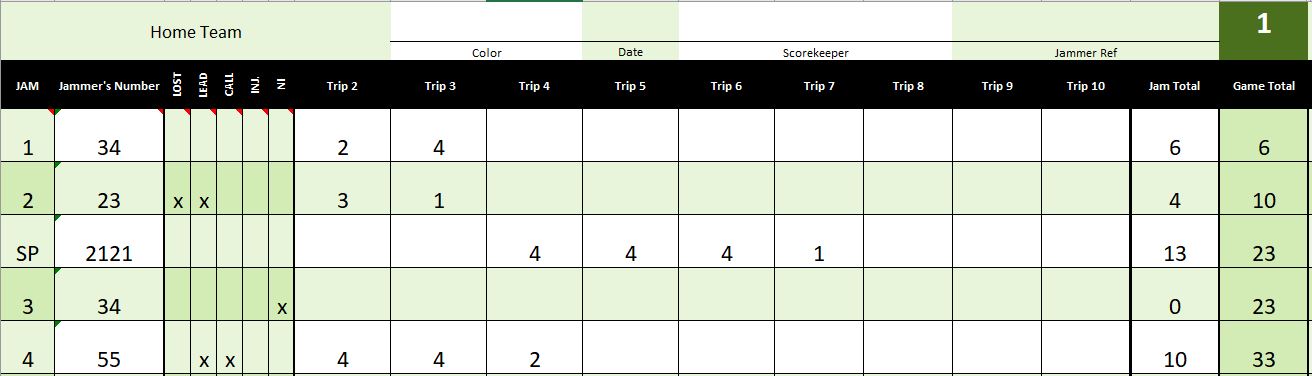 Home Team 1
Color Date Scorekeeper Jammer Ref
JAM Jammer's Number LOST LEAD CALL INJ. NI Trip 2 Trip 3 Trip 4 Trip 5 Trip 6 Trip 7 Trip 8 Trip 9 Trip 10 Jam Total Game Total
1 34 2 4 6 6
2 23 x x 3 1 4 10
SP 2121 4 4 4 1 13 23
3 34 x 0 23
4 55 x x 4 4 2 10 33